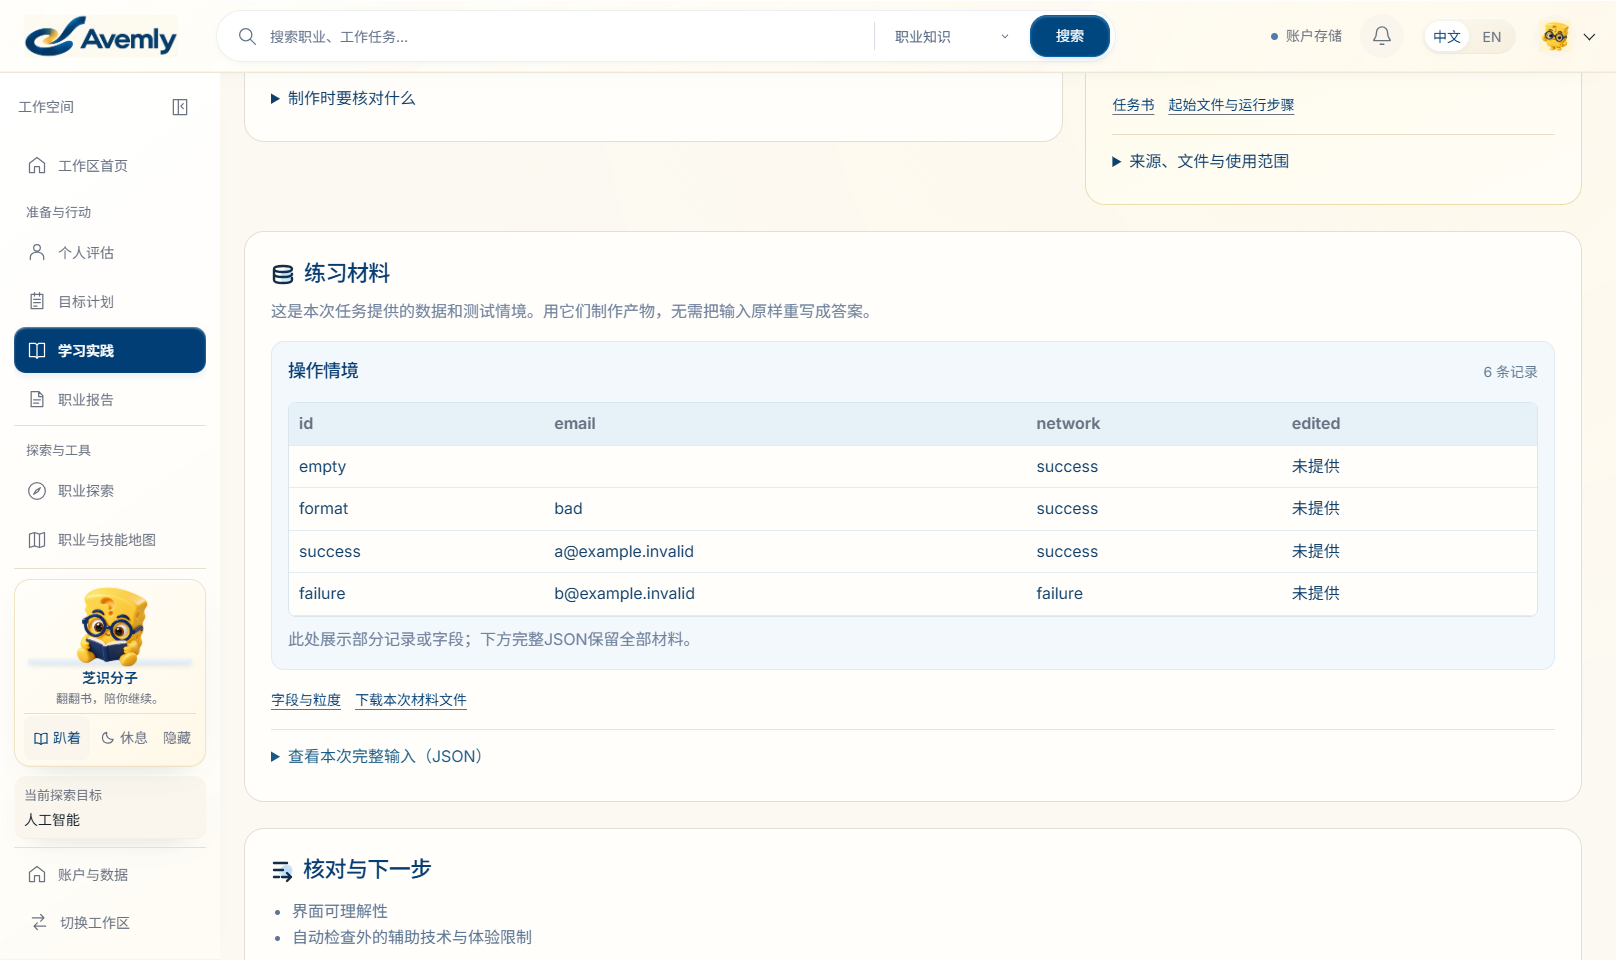 Avemly
搜索职业、工作任务...
职业知识
搜索
账户存储
中文 EN
工作空间
工作区首页
准备与行动
个人评估
目标计划
学习实践
职业报告
探索与工具
职业探索
职业与技能地图
芝识分子
翻翻书，陪你继续。
趴着 休息 隐藏
当前探索目标
人工智能
账户与数据
切换工作区
制作时要核对什么
任务书 起始文件与运行步骤
来源、文件与使用范围
练习材料
这是本次任务提供的数据和测试情境。用它们制作产物，无需把输入原样重写成答案。
操作情境 6 条记录
id email network edited
empty success 未提供
format bad success 未提供
success a@example.invalid success 未提供
failure b@example.invalid failure 未提供
此处展示部分记录或字段；下方完整JSON保留全部材料。
字段与粒度 下载本次材料文件
查看本次完整输入（JSON）
核对与下一步
界面可理解性
自动检查外的辅助技术与体验限制